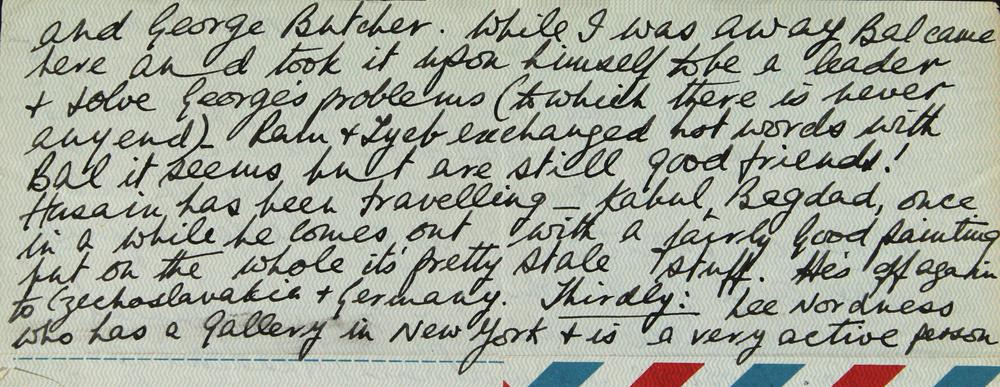 and George Butcher. While I was away Bal came
here and took it upon himself to be a leader
+ solve George's problems (to which there is never
any end) – Ram + Tyeb exchanged hot words with
Bal it seems but are still good friends!
Husain has been travelling – Kabul, Bagdad, once
in a while he comes out with a fairly good painting
but on the whole it's pretty stale stuff. He's off again
to Czechoslavakia + Germany. Thirdly: Lee Nordness
who has a Gallery in New York + is a very active person